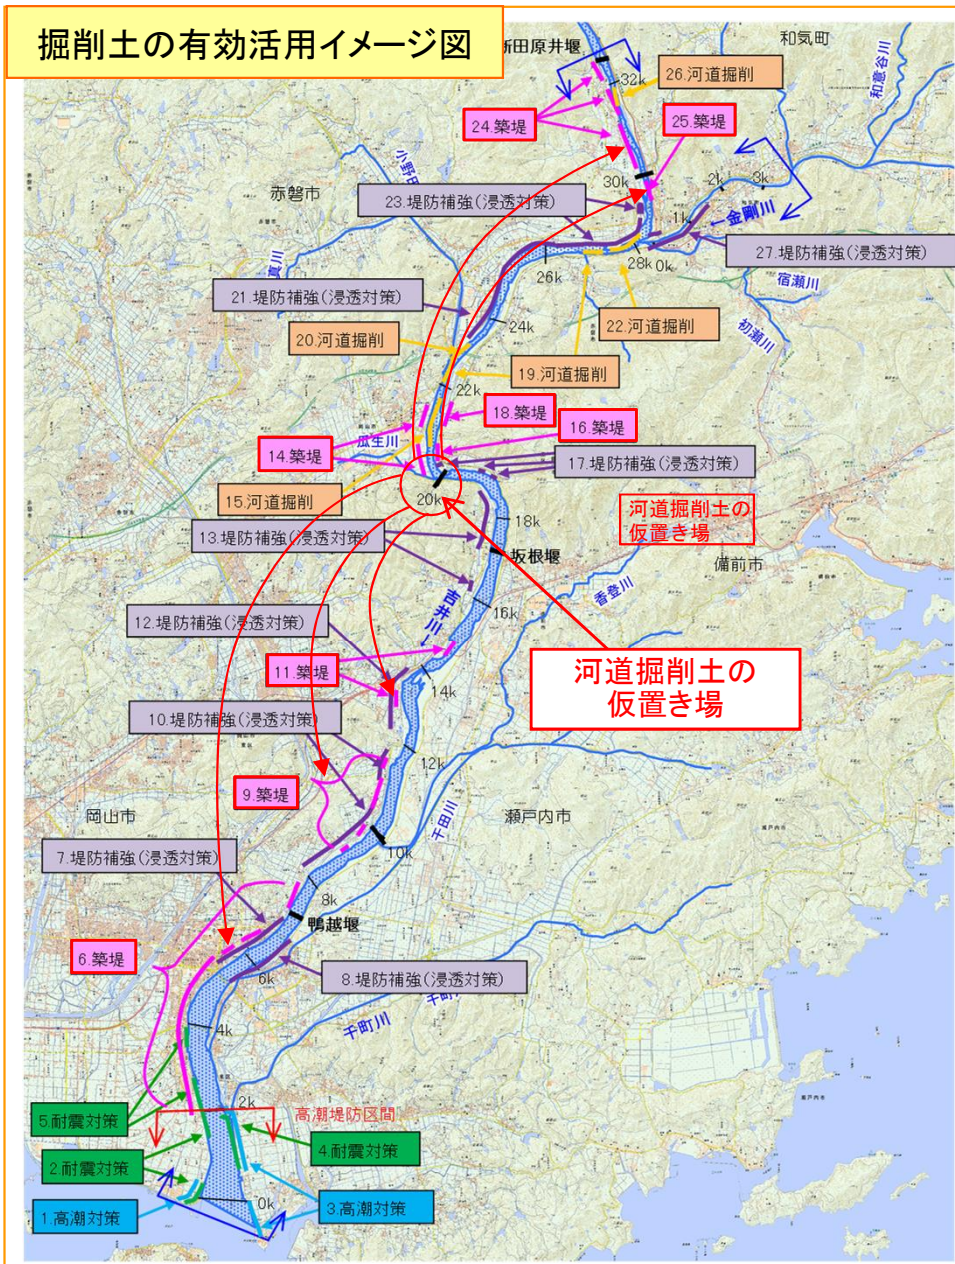 掘削土の有効活用イメージ図
新田原井堰
和気町
和意谷川
32k
26.河道掘削
24.築堤
25.築堤
小野田
赤磐市
30k
2k
3k
23.堤防補強(浸透対策)
1k
←金剛川
27.堤防補強(浸透対策)
28k
0k
26k
宿瀬川
21.堤防補強(浸透対策)
24k
22.河道掘削
初瀬川
20.河道掘削
19.河道掘削
22k
18.築堤
16.築堤
瓜生川
14.築堤
17.堤防補強(浸透対策)
15.河道掘削
20k
18k
河道掘削土の
仮置き場
13.堤防補強(浸透対策)
坂根堰
備前市
香登川
16k
吉井川→
12.堤防補強(浸透対策)
11.築堤
14k
河道掘削土の
仮置き場
10.堤防補強(浸透対策)
12k
9.築堤
岡山市
瀬戸内市
千田川
10k
7.堤防補強(浸透対策)
8k
鴨越堰
6.築堤
6k
8.堤防補強(浸透対策)
千町川
4k
2k
高潮堤防区間
5.耐震対策
4.耐震対策
2.耐震対策
0k
1.高潮対策
3.高潮対策